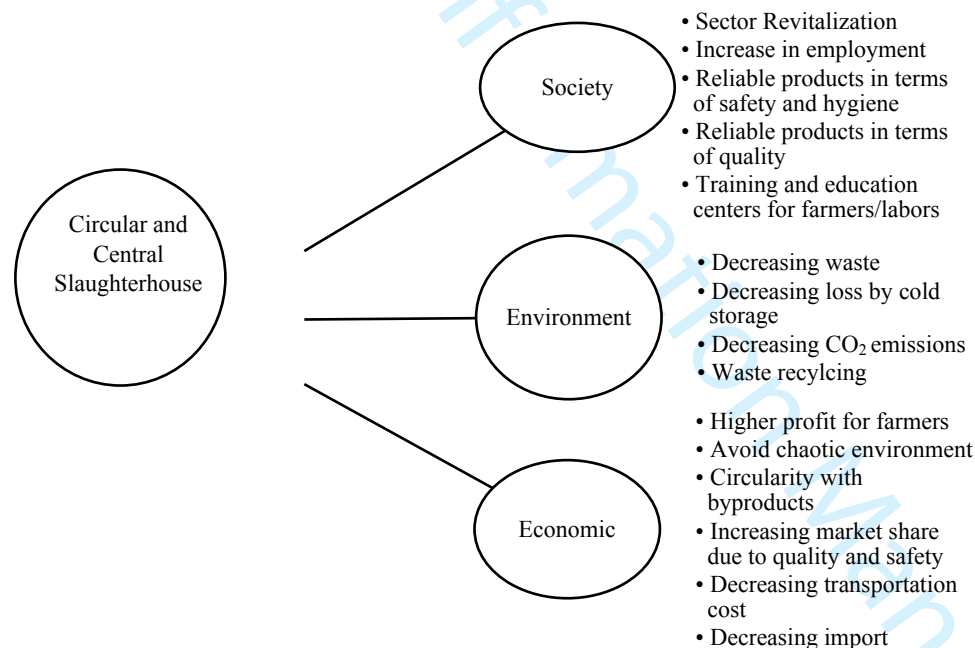 Circular and
Central
Slaughterhouse
Society
• Sector Revitalization
• Increase in employment
• Reliable products in terms
of safety and hygiene
• Reliable products in terms
of quality
• Training and education
centers for farmers/labors
Environment
• Decreasing waste
• Decreasing loss by cold
storage
• Decreasing CO₂ emissions
• Waste recylcing
Economic
• Higher profit for farmers
• Avoid chaotic environment
• Circularity with
byproducts
• Increasing market share
due to quality and safety
• Decreasing transportation
cost
• Decreasing import